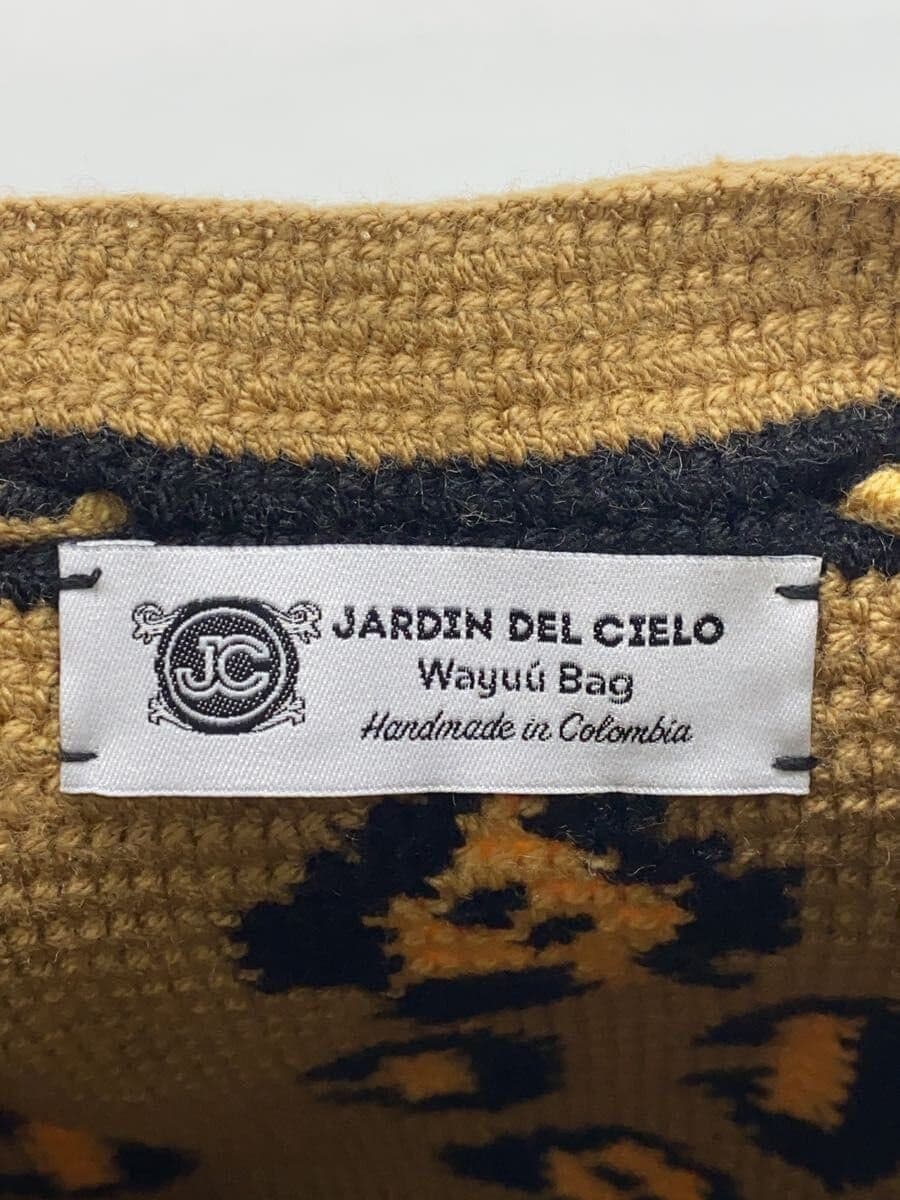 JC
JARDIN DEL CIELO
Wayuú Bag
Handmade in Colombia